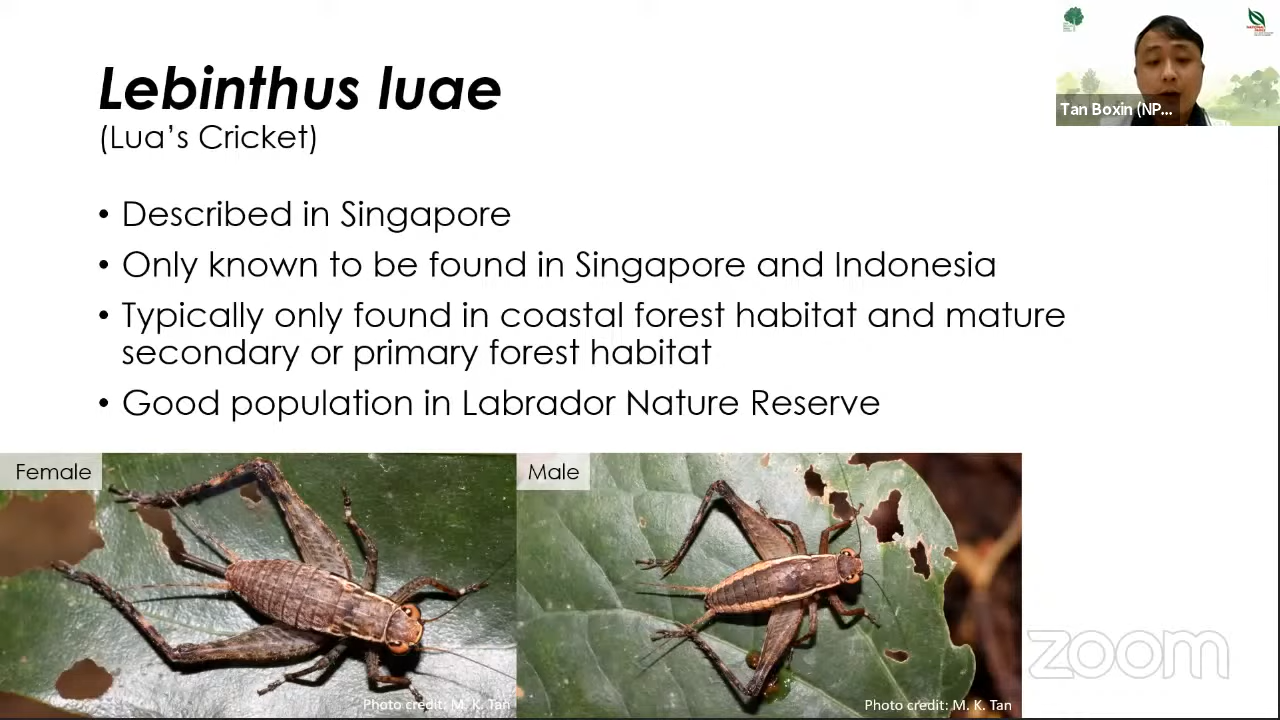 Lebinthus luae
(Lua's Cricket)
Tan Boxin (NP...
• Described in Singapore
• Only known to be found in Singapore and Indonesia
• Typically only found in coastal forest habitat and mature
secondary or primary forest habitat
• Good population in Labrador Nature Reserve
Female
Male
Photo credit: M. K. Tan
Photo credit: M. K. Tan
zoom